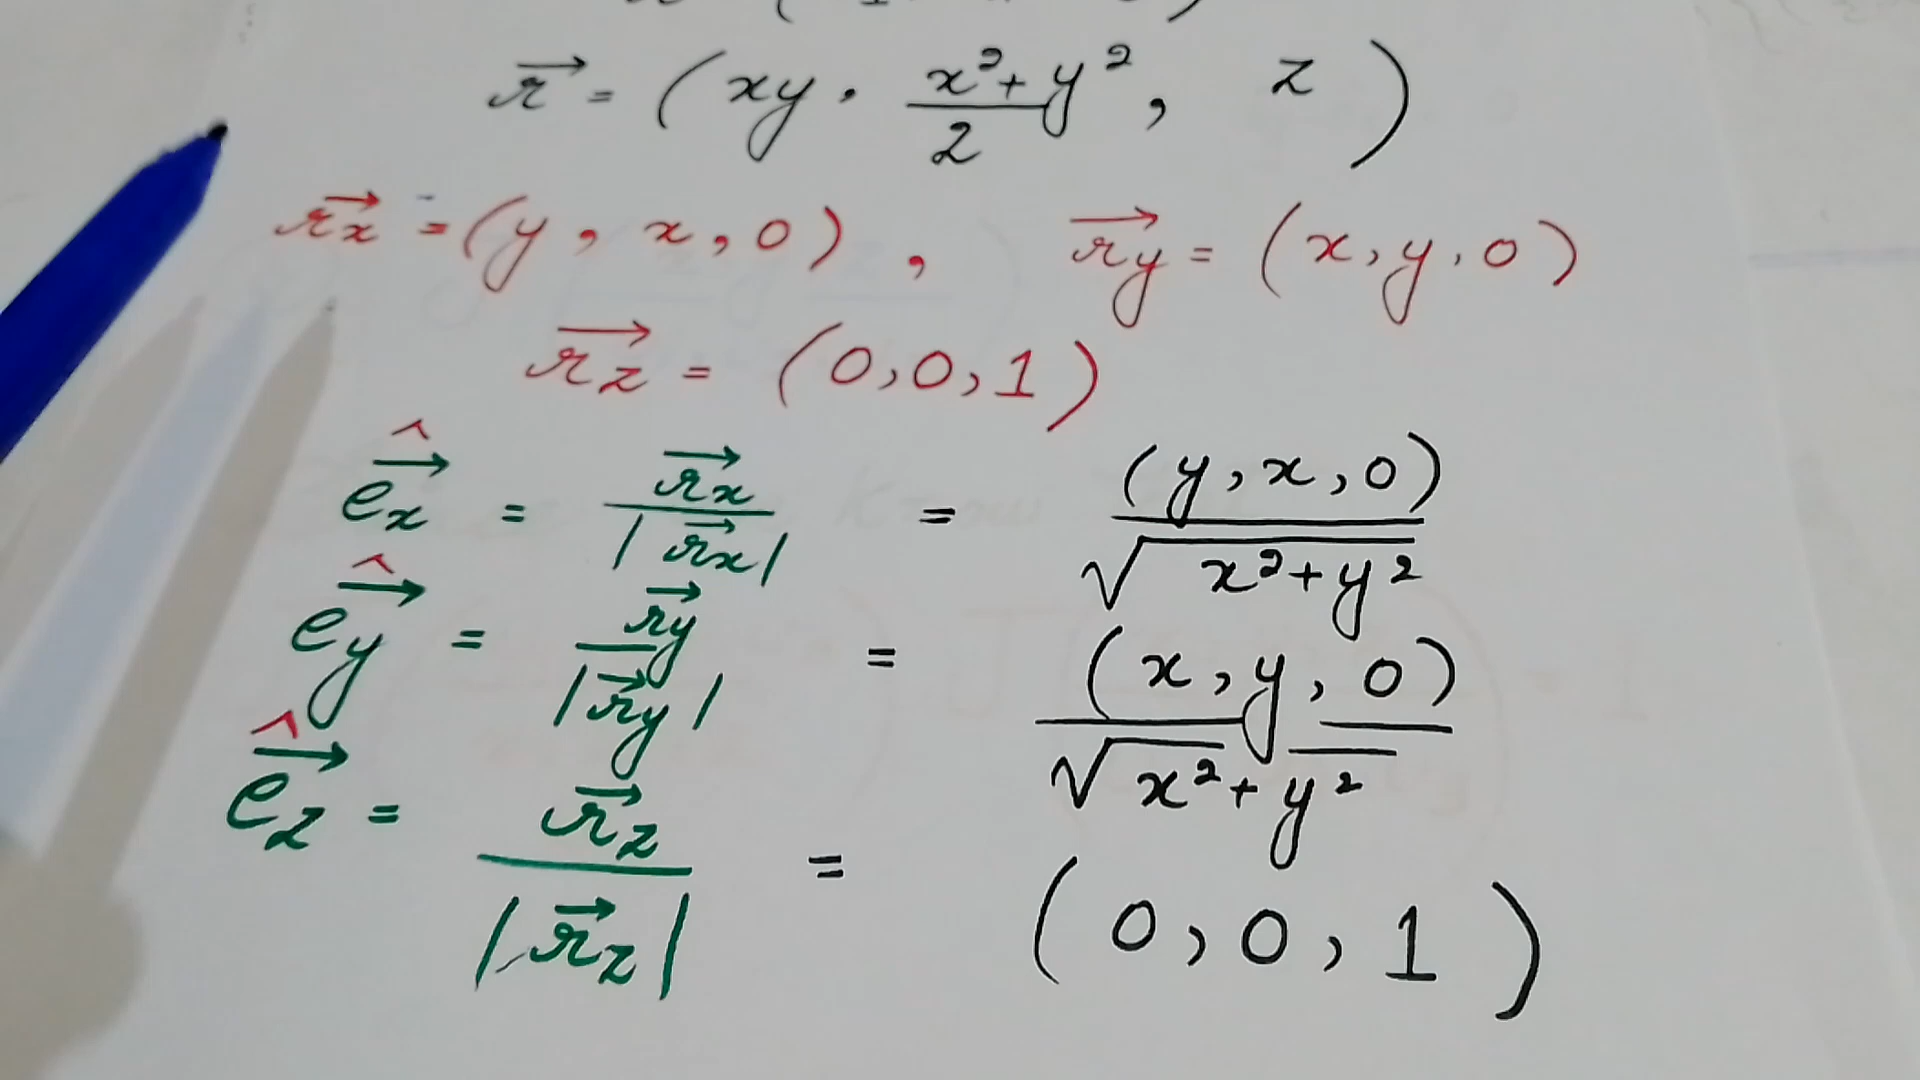 r⃗ = (xy, (x²+y²)/2, z)
r⃗x = (y, x, 0), r⃗y = (x, y, 0)
r⃗z = (0, 0, 1)
ê⃗x = r⃗x / |r⃗x| = (y, x, 0) / √(x²+y²)
ê⃗y = r⃗y / |r⃗y| = (x, y, 0) / √(x²+y²)
ê⃗z = r⃗z / |r⃗z| = (0, 0, 1)